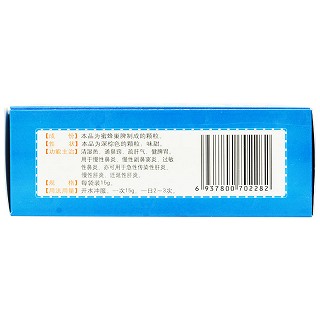 【成 份】本品为蜜蜂巢脾制成的颗粒。
【性 状】本品为深棕色的颗粒；味甜。
【功能主治】清湿热，通鼻窍，疏肝气，健脾胃。
用于慢性鼻炎，慢性副鼻窦炎，过敏
性鼻炎，亦可用于急性传染性肝炎，
慢性肝炎，迁延性肝炎。
【规 格】每袋装15g。
【用法用量】开水冲服，一次15g，一日2～3次。
6 937800 702282